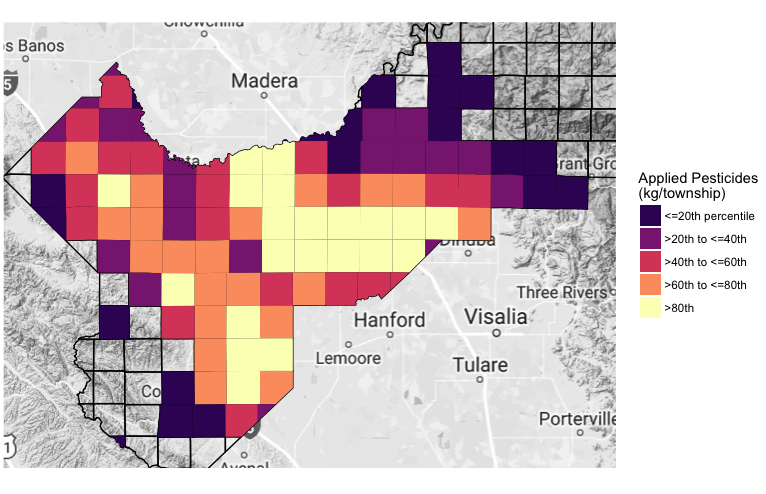 Chowchilla
os Banos
5
Madera
ota
Grant Gro
Dinuba
Three Rivers
Hanford
Visalia
Lemoore
Tulare
Co
Porterville
1
Avenal
Applied Pesticides
(kg/township)
<=20th percentile
>20th to <=40th
>40th to <=60th
>60th to <=80th
>80th